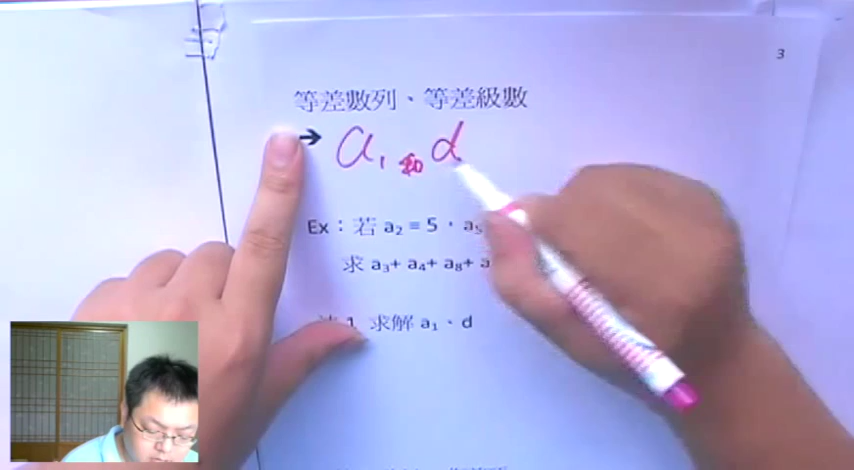 3
等差數列、等差級數
→ a₁ 和 d
Ex：若 a₂ = 5，a₅
求 a₃+ a₄+ a₈+ a
1 求解 a₁、d